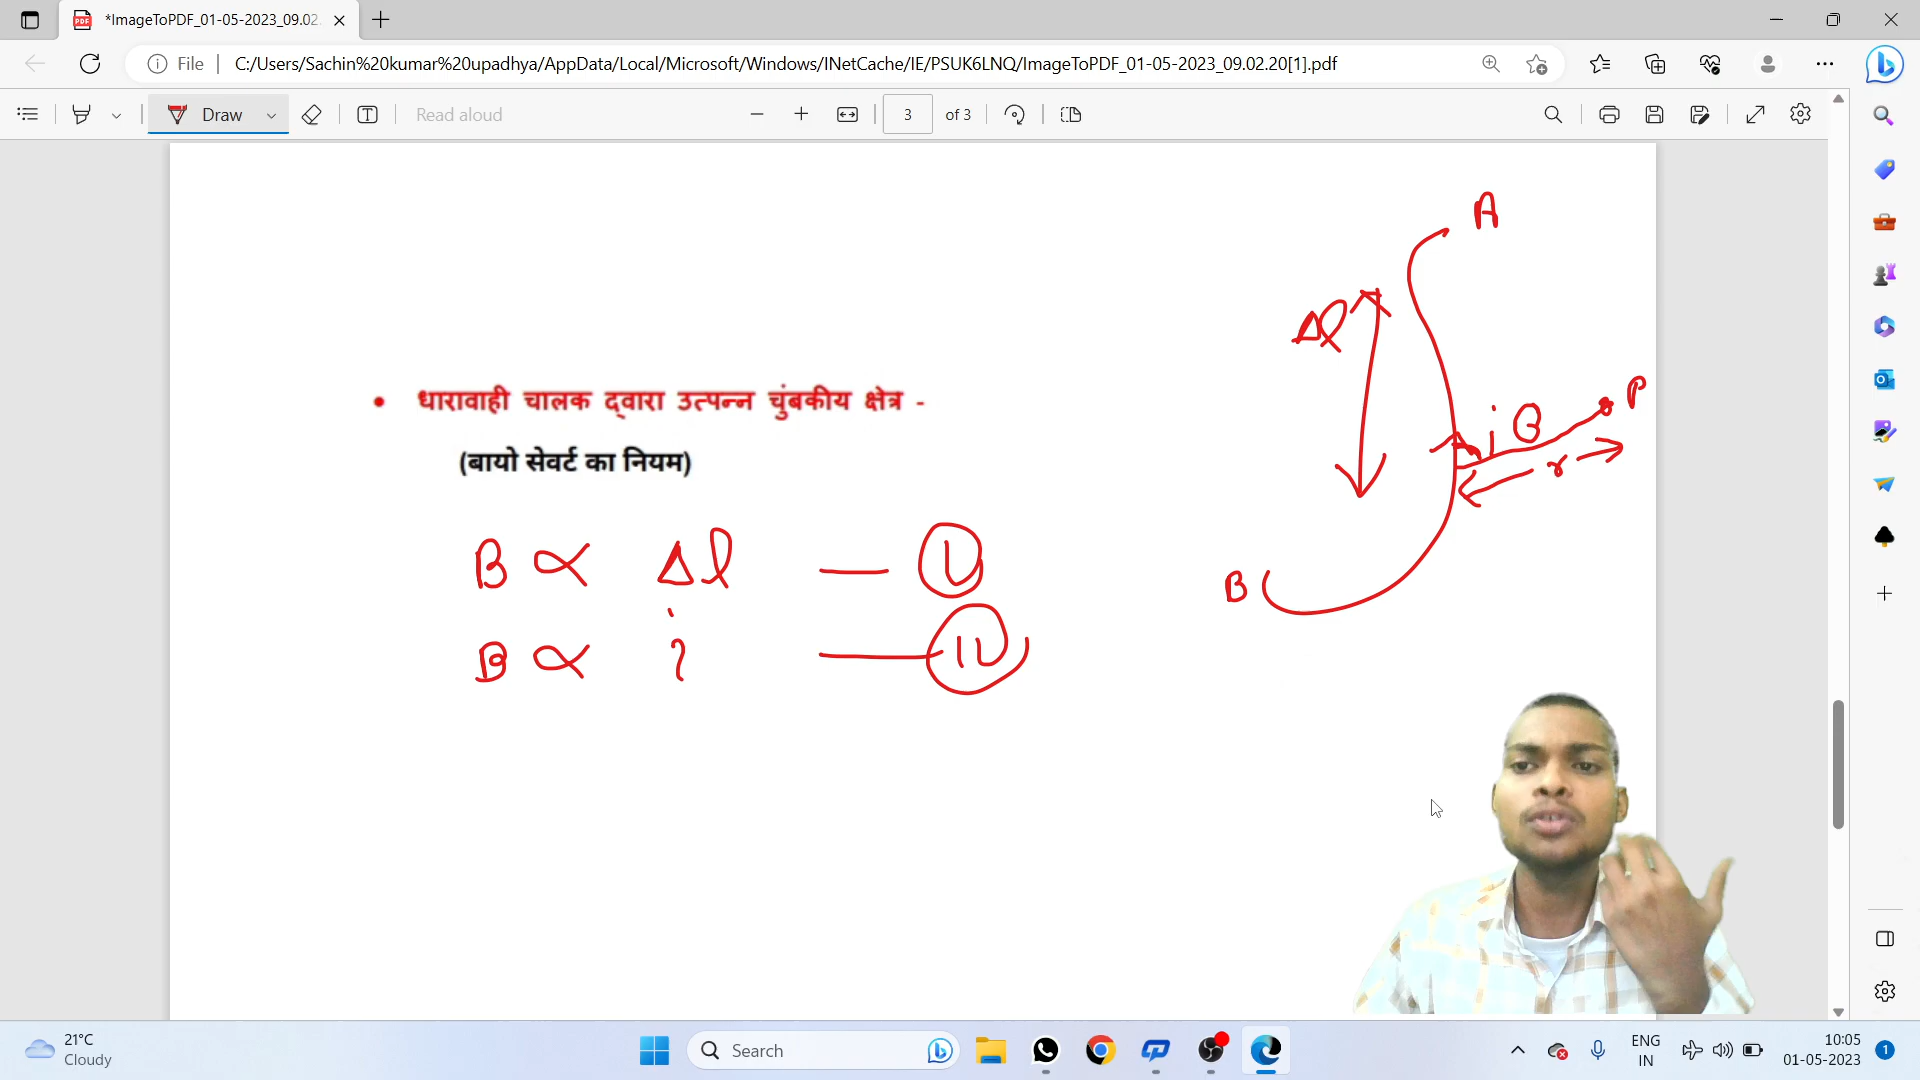 *ImageToPDF_01-05-2023_09.02
File
C:/Users/Sachin%20kumar%20upadhya/AppData/Local/Microsoft/Windows/INetCache/IE/PSUK6LNQ/ImageToPDF_01-05-2023_09.02.20[1].pdf
Draw
Read aloud
3
of 3
A
Δl
P
i
θ
r
• धारावाही चालक द्वारा उत्पन्न चुंबकीय क्षेत्र -
(बायो सेवर्ट का नियम)
B ∝ Δl —
B
B ∝ i —
21°C
Cloudy
Search
ENG
IN
10:05
01-05-2023
1